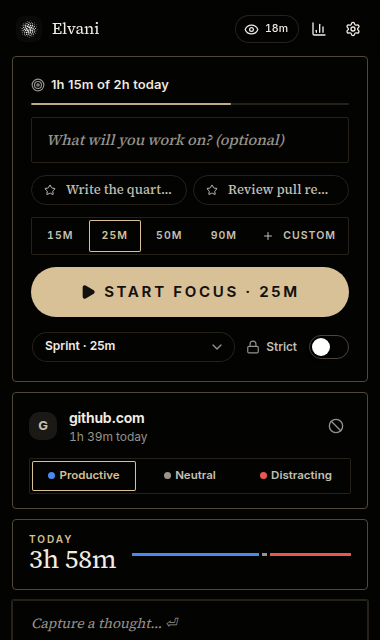 Elvani
18m
1h 15m of 2h today
What will you work on? (optional)
Write the quart...
Review pull re...
15M
25M
50M
90M
+ CUSTOM
START FOCUS · 25M
Sprint · 25m
Strict
G
github.com
1h 39m today
Productive
Neutral
Distracting
TODAY
3h 58m
Capture a thought... ⏎